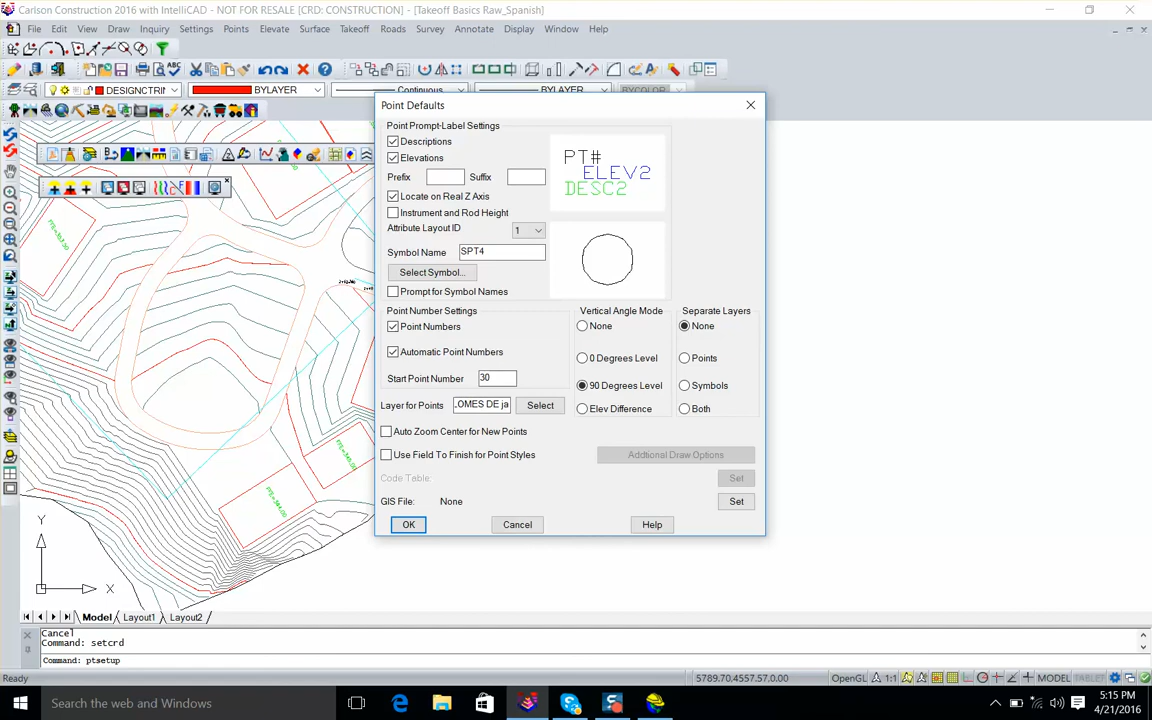 Carlson Construction 2016 with IntelliCAD - NOT FOR RESALE [CRD: CONSTRUCTION] - [Takeoff Basics Raw_Spanish]
File Edit View Draw Inquiry Settings Points Elevate Surface Takeoff Roads Survey Annotate Display Window Help
DESIGNCTRIN BYLAYER Continuous BYLAYER BYCOLOR
Point Defaults
Point Prompt-Label Settings
Descriptions
Elevations
Prefix Suffix
Locate on Real Z Axis
Instrument and Rod Height
Attribute Layout ID 1
Symbol Name SPT4
Select Symbol...
Prompt for Symbol Names
PT#
ELEV2
DESC2
Point Number Settings
Point Numbers
Automatic Point Numbers
Start Point Number 30
Vertical Angle Mode
None
0 Degrees Level
90 Degrees Level
Elev Difference
Separate Layers
None
Points
Symbols
Both
Layer for Points .OMES DE ja Select
Auto Zoom Center for New Points
Use Field To Finish for Point Styles Addtional Draw Options
Code Table: Set
GIS File: None Set
OK Cancel Help
Y
X
Model Layout1 Layout2
Cancel
Command: setcrd
Command: ptsetup
Ready 5789.70,4557.57,0.00 OpenGL 1:1 MODEL TABLET
Search the web and Windows
5:15 PM
4/21/2016